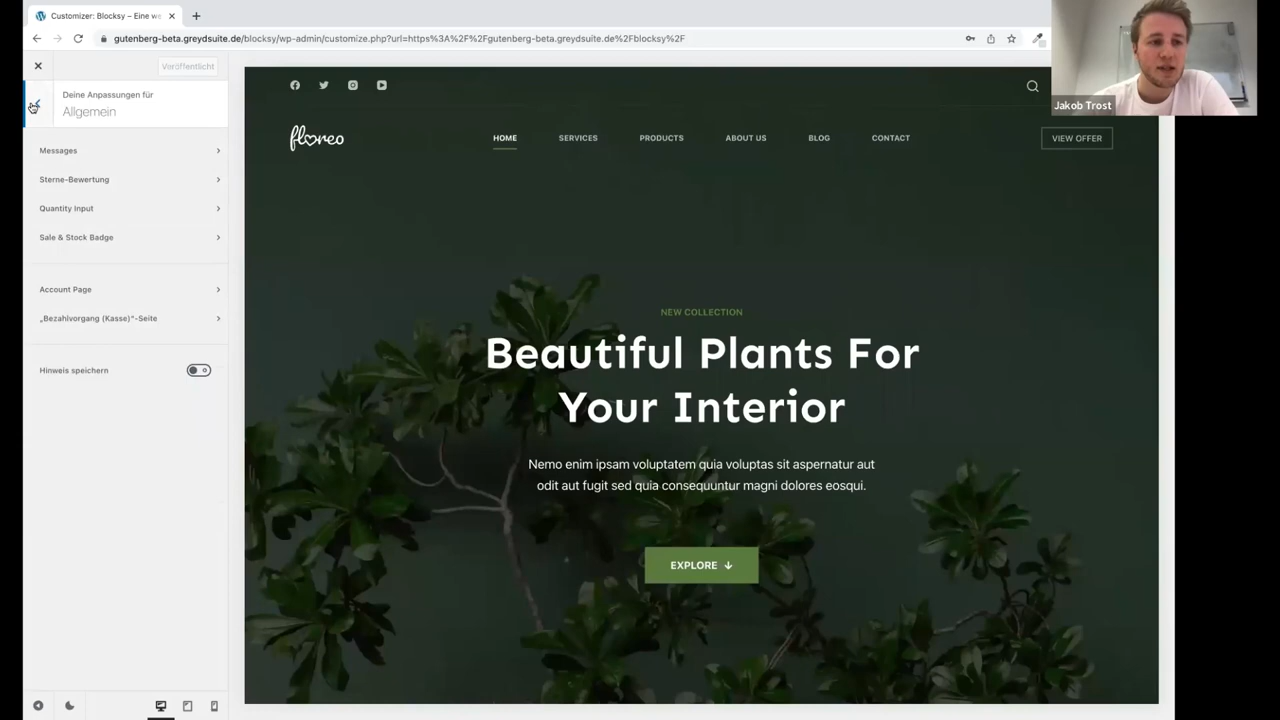 Customizer: Blocksy – Eine we
gutenberg-beta.greydsuite.de/blocksy/wp-admin/customize.php?url=https%3A%2F%2Fgutenberg-beta.greydsuite.de%2Fblocksy%2F
Jakob Trost
Veröffentlicht
Deine Anpassungen für
Allgemein
Messages
Sterne-Bewertung
Quantity Input
Sale & Stock Badge
Account Page
„Bezahlvorgang (Kasse)“-Seite
Hinweis speichern
floreo
HOME SERVICES PRODUCTS ABOUT US BLOG CONTACT
VIEW OFFER
NEW COLLECTION
Beautiful Plants For
Your Interior
Nemo enim ipsam voluptatem quia voluptas sit aspernatur aut
odit aut fugit sed quia consequuntur magni dolores eosqui.
EXPLORE